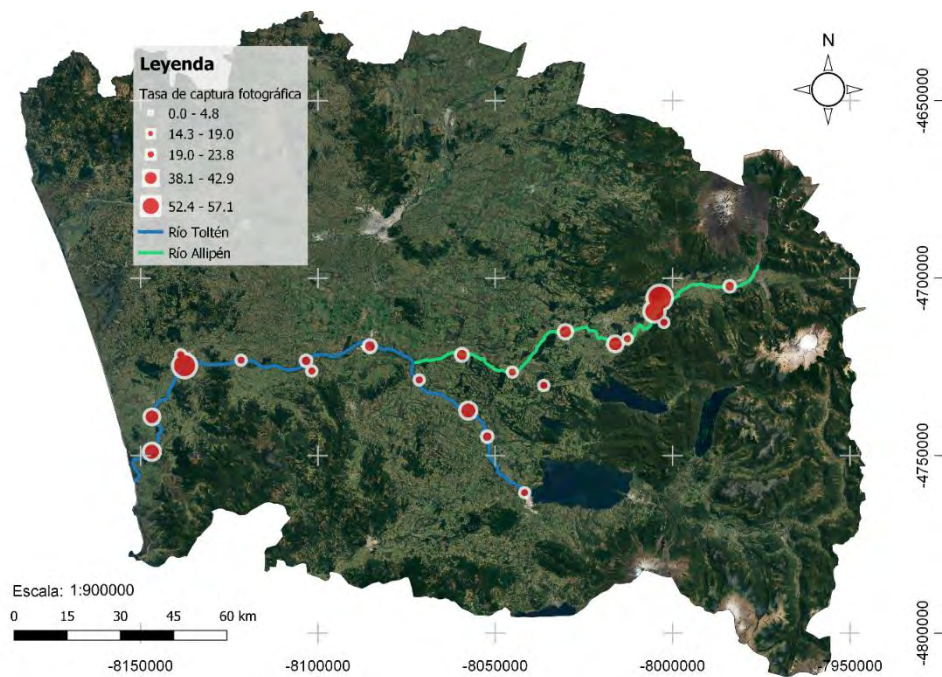 N
Leyenda
Tasa de captura fotográfica
0.0 - 4.8
14.3 - 19.0
19.0 - 23.8
38.1 - 42.9
52.4 - 57.1
Río Toltén
Río Allipén
-4650000
-4700000
-4750000
-4800000
Escala: 1:900000
0 15 30 45 60 km
-8150000 -8100000 -8050000 -8000000 -7950000